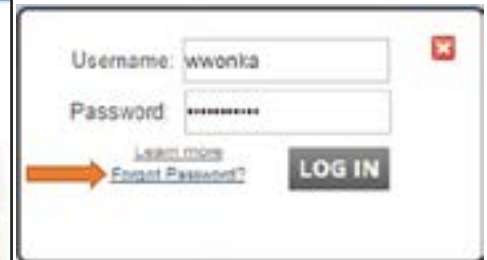 Username: wwonka
Password: •••••••••••
Learn more
Forgot Password?
LOG IN